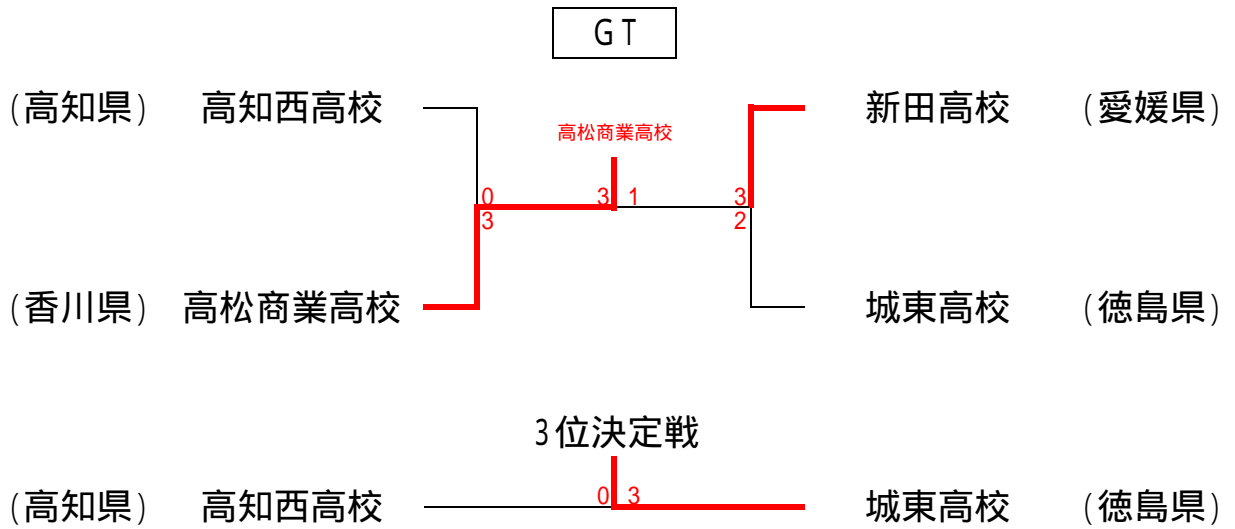 GT
(高知県) 高知西高校 新田高校 (愛媛県)
高松商業高校
0 3 1 3
3 2
(香川県) 高松商業高校 城東高校 (徳島県)
3位決定戦
(高知県) 高知西高校 0 3 城東高校 (徳島県)